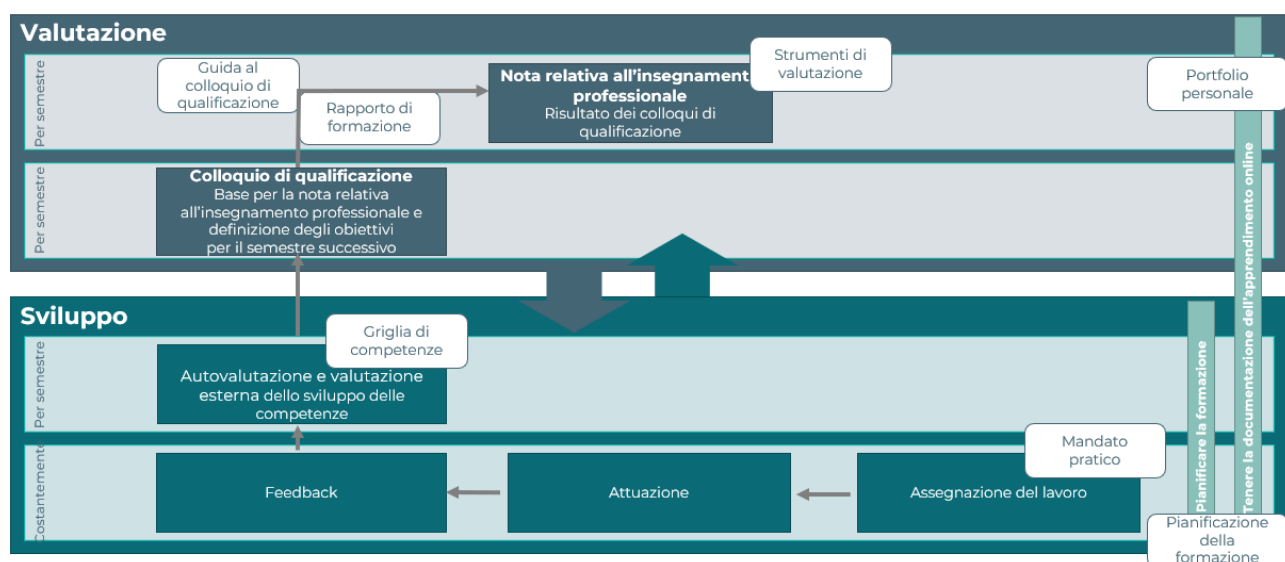 Valutazione
Per semestre
Guida al
colloquio di
qualificazione
Rapporto di
formazione
Nota relativa all'insegnament
professionale
Risultato dei colloqui di
qualificazione
Strumenti di
valutazione
Portfolio
personale
Per semestre
Colloquio di qualificazione
Base per la nota relativa
all'insegnamento professionale e
definizione degli obiettivi
per il semestre successivo
Tenere la documentazione dell'apprendimento online
Sviluppo
Per semestre
Griglia di
competenze
Autovalutazione e valutazione
esterna dello sviluppo delle
competenze
Pianificare la formazione
Costantemente
Feedback
Attuazione
Assegnazione del lavoro
Mandato
pratico
Pianificazione
della
formazione